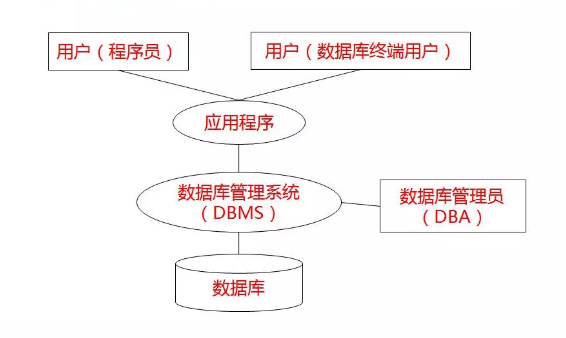 用户（程序员）
用户（数据库终端用户）
应用程序
数据库管理系统
（DBMS）
数据库管理员
（DBA）
数据库